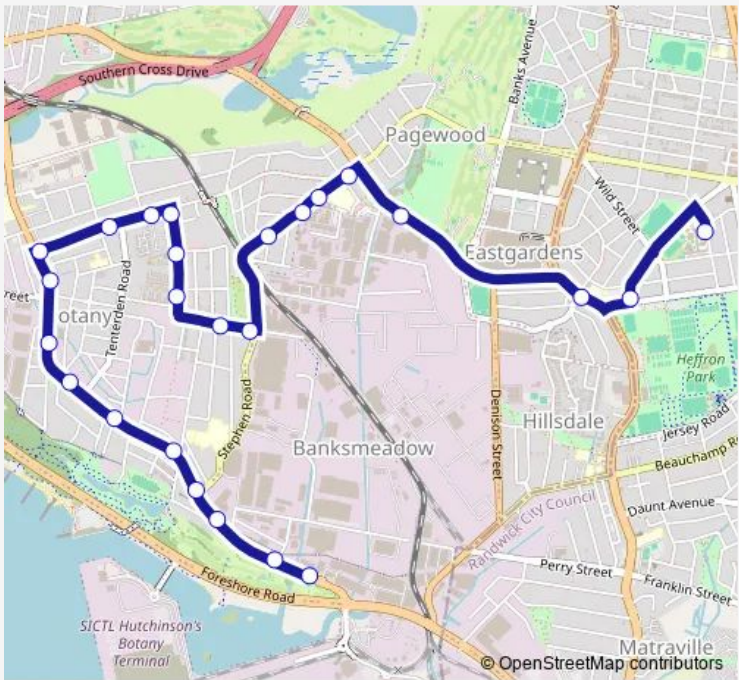 Southern Cross Drive
Banks Avenue
Pagewood
Wild Street
Eastgardens
reet
otany
Tenterden Road
Heffron
Park
Stephen Road
Denison Street
Hillsdale
Jersey Road
Banksmeadow
Beauchamp R
Randwick City Council
Daunt Avenue
Foreshore Road
Perry Street
Franklin Street
SICTL Hutchinson's
Botany
Terminal
Matraville
© OpenStreetMap contributors